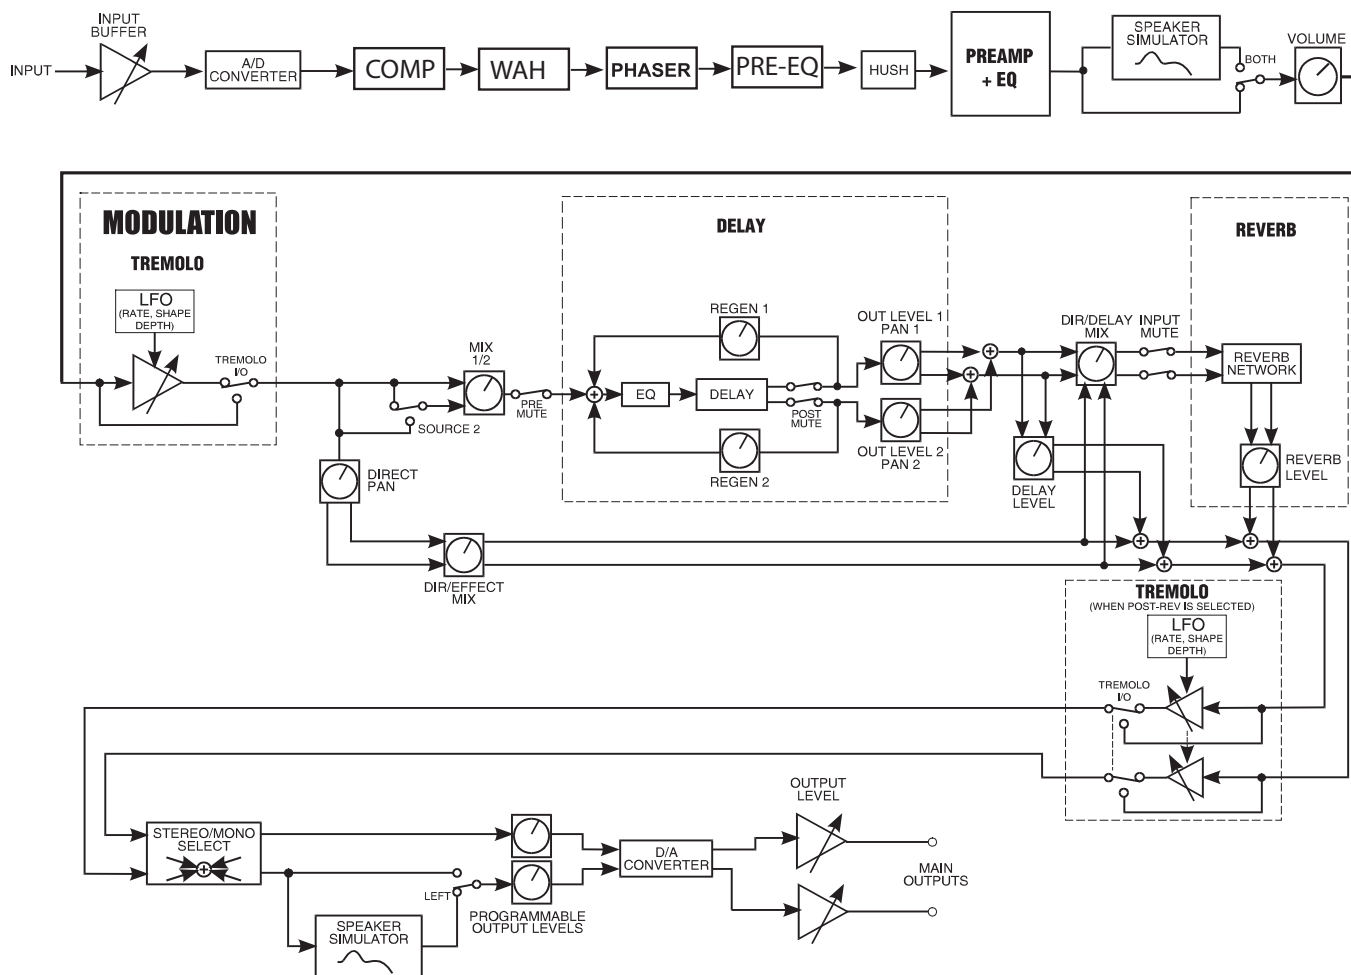 INPUT
BUFFER
INPUT
A/D
CONVERTER
COMP
WAH
PHASER
PRE-EQ
HUSH
PREAMP
+ EQ
SPEAKER
SIMULATOR
BOTH
VOLUME
MODULATION
TREMOLO
LFO
(RATE, SHAPE
DEPTH)
TREMOLO
I/O
MIX
1/2
SOURCE 2
PRE
MUTE
DIRECT
PAN
DIR/EFFECT
MIX
DELAY
REGEN 1
EQ
DELAY
POST
MUTE
REGEN 2
OUT LEVEL 1
PAN 1
OUT LEVEL 2
PAN 2
DIR/DELAY
MIX
INPUT
MUTE
DELAY
LEVEL
REVERB
REVERB
NETWORK
REVERB
LEVEL
TREMOLO
(WHEN POST-REV IS SELECTED)
LFO
(RATE, SHAPE
DEPTH)
TREMOLO
I/O
STEREO/MONO
SELECT
LEFT
SPEAKER
SIMULATOR
PROGRAMMABLE
OUTPUT LEVELS
D/A
CONVERTER
OUTPUT
LEVEL
MAIN
OUTPUTS